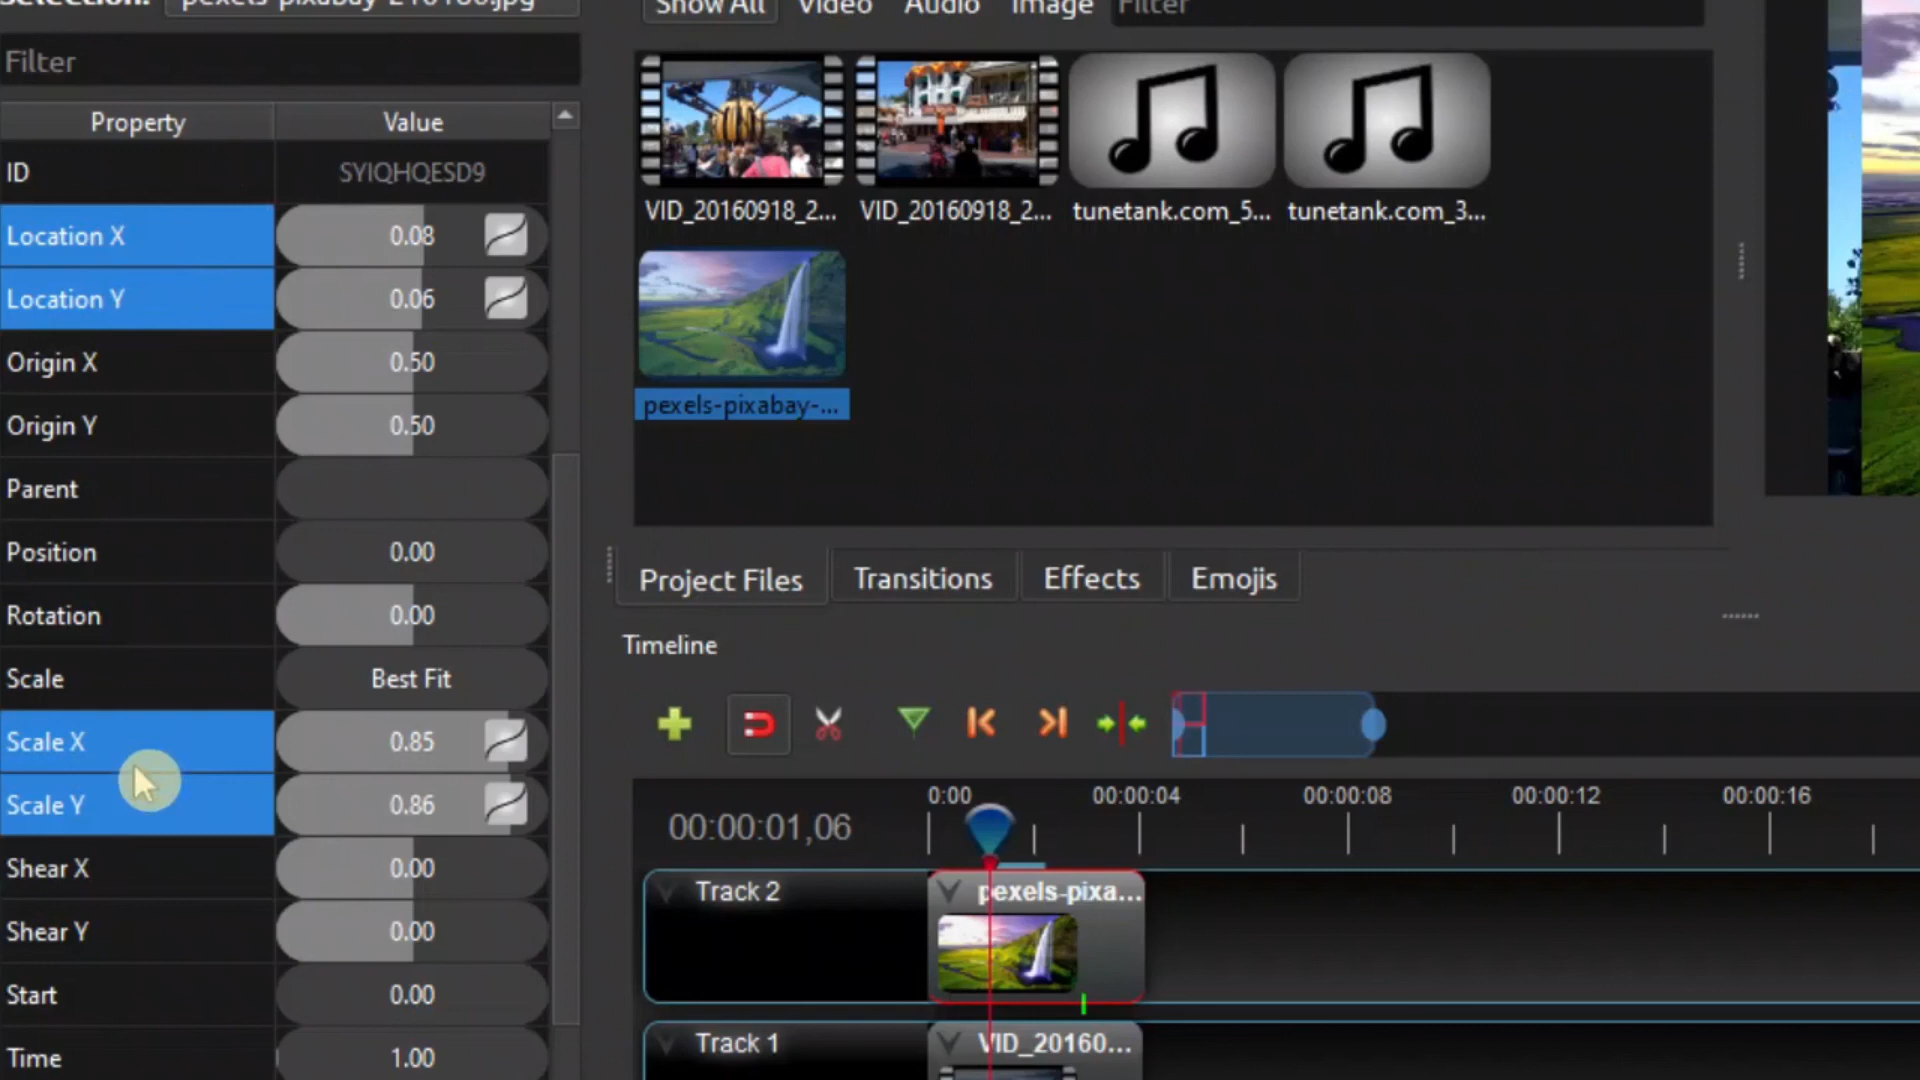 Selection:
Show All Video Audio Image Filter
Filter
Property Value
ID SYIQHQESD9
Location X 0.08
Location Y 0.06
Origin X 0.50
Origin Y 0.50
Parent
Position 0.00
Rotation 0.00
Scale Best Fit
Scale X 0.85
Scale Y 0.86
Shear X 0.00
Shear Y 0.00
Start 0.00
Time 1.00
VID_20160918_2...
VID_20160918_2...
tunetank.com_5...
tunetank.com_3...
pexels-pixabay-...
Project Files Transitions Effects Emojis
Timeline
0:00 00:00:04 00:00:08 00:00:12 00:00:16
00:00:01,06
Track 2 pexels-pixa...
Track 1 VID_20160...